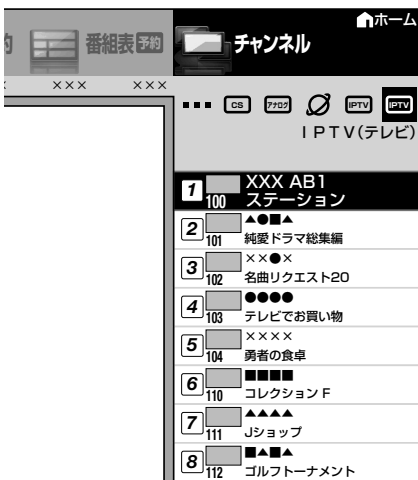 ホーム
約 番組表 予約 チャンネル
××× ×××
CS アナログ IPTV IPTV
IPTV(テレビ)
1 100 XXX AB1
ステーション
2 101 ▲●■▲
純愛ドラマ総集編
3 102 ××●×
名曲リクエスト20
4 103 ●●●●
テレビでお買い物
5 104 ××××
勇者の食卓
6 110 ■■■■
コレクション F
7 111 ▲▲▲▲
Jショップ
8 112 ■▲■▲
ゴルフトーナメント